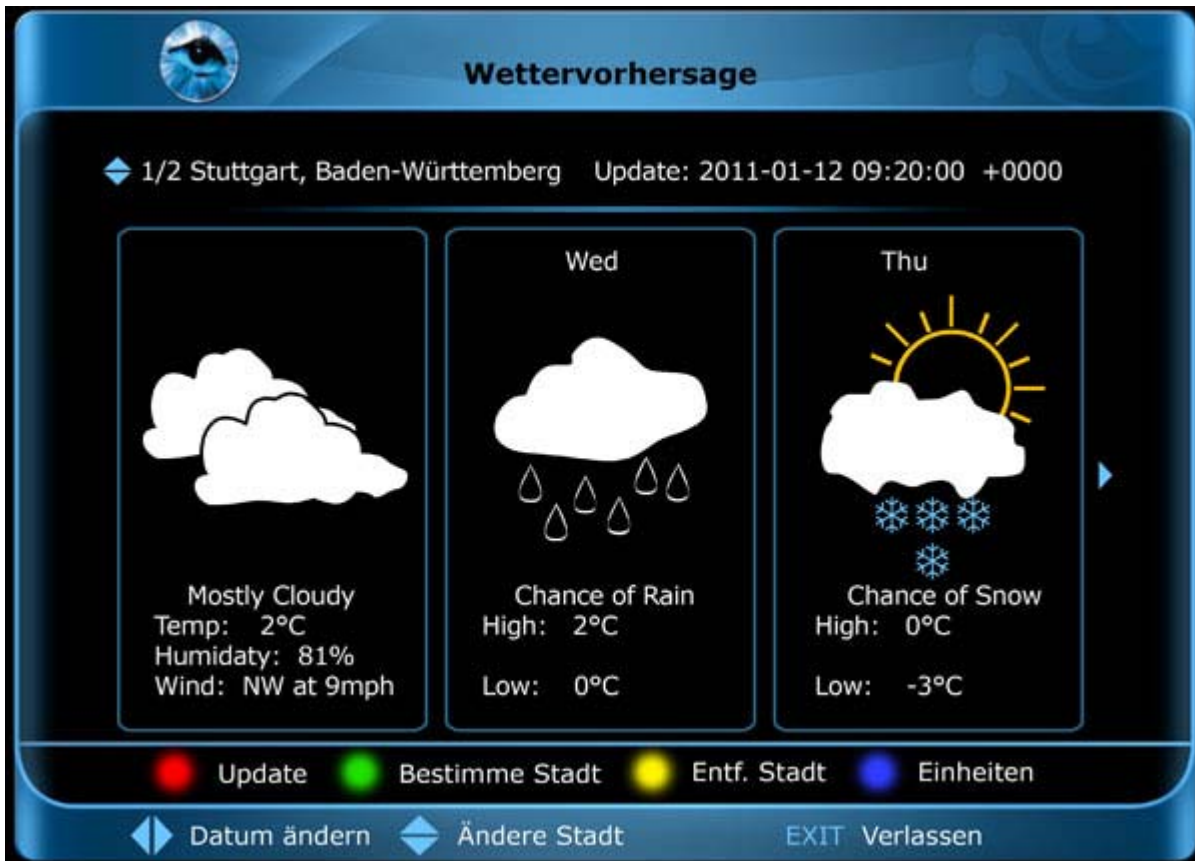 Wettervorhersage
1/2 Stuttgart, Baden-Württemberg Update: 2011-01-12 09:20:00 +0000
Mostly Cloudy
Temp: 2°C
Humidaty: 81%
Wind: NW at 9mph
Wed
Chance of Rain
High: 2°C
Low: 0°C
Thu
Chance of Snow
High: 0°C
Low: -3°C
Update Bestimme Stadt Entf. Stadt Einheiten
Datum ändern Ändere Stadt EXIT Verlassen